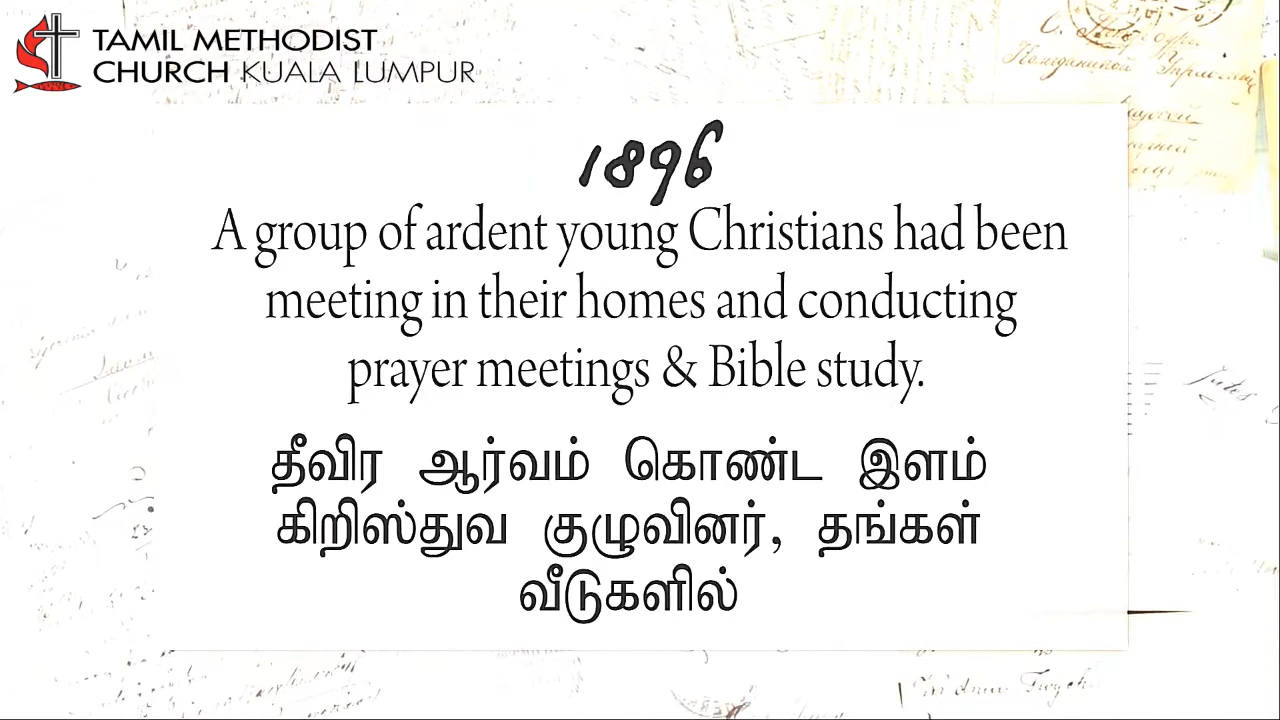 TAMIL METHODIST
CHURCH KUALA LUMPUR
1896
A group of ardent young Christians had been
meeting in their homes and conducting
prayer meetings & Bible study.
தீவிர ஆர்வம் கொண்ட இளம்
கிறிஸ்துவ குழுவினர், தங்கள்
வீடுகளில்